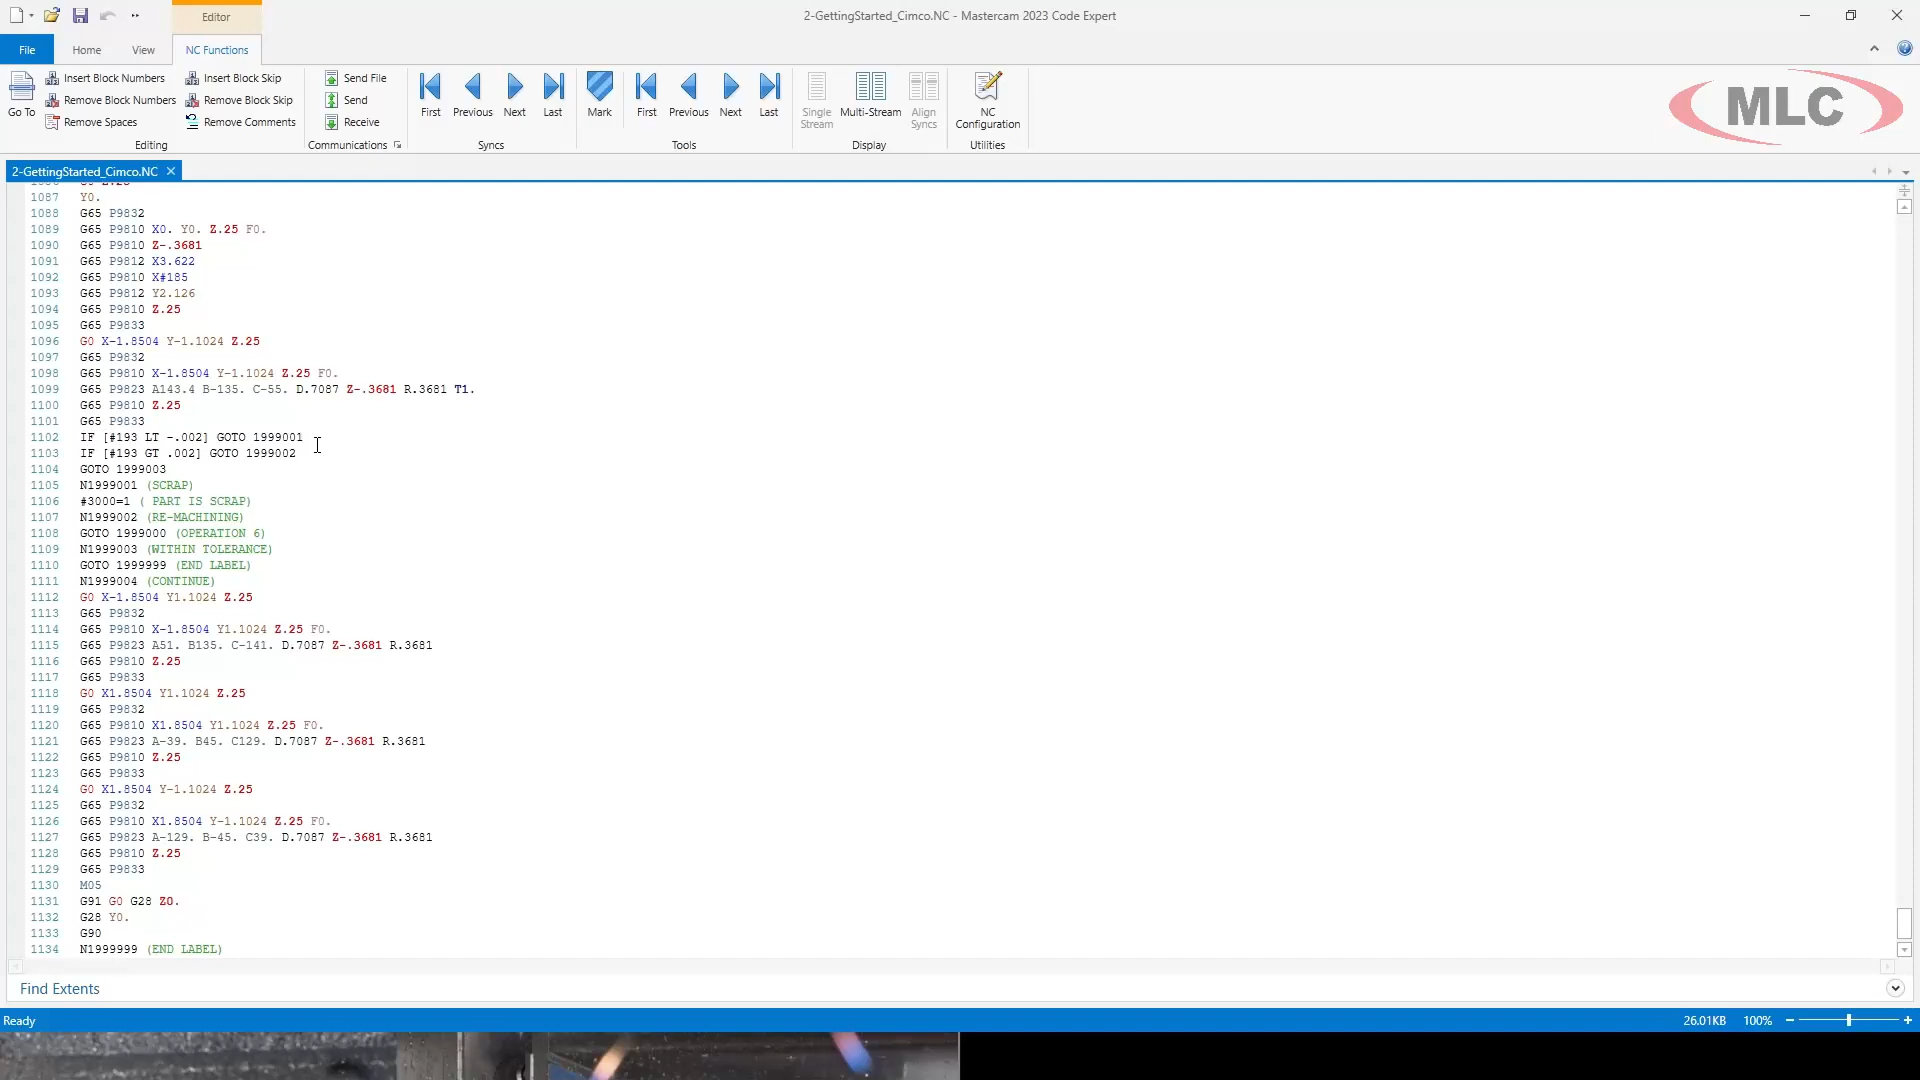 Editor
2-GettingStarted_Cimco.NC - Mastercam 2023 Code Expert
File Home View NC Functions
Go To
Insert Block Numbers
Remove Block Numbers
Remove Spaces
Insert Block Skip
Remove Block Skip
Remove Comments
Editing
Send File
Send
Receive
Communications
First Previous Next Last
Syncs
Mark
First Previous Next Last
Tools
Single Stream
Multi-Stream
Align Syncs
Display
NC Configuration
Utilities
MLC
2-GettingStarted_Cimco.NC
1087 Y0.
1088 G65 P9832
1089 G65 P9810 X0. Y0. Z.25 F0.
1090 G65 P9810 Z-.3681
1091 G65 P9812 X3.622
1092 G65 P9810 X#185
1093 G65 P9812 Y2.126
1094 G65 P9810 Z.25
1095 G65 P9833
1096 G0 X-1.8504 Y-1.1024 Z.25
1097 G65 P9832
1098 G65 P9810 X-1.8504 Y-1.1024 Z.25 F0.
1099 G65 P9823 A143.4 B-135. C-55. D.7087 Z-.3681 R.3681 T1.
1100 G65 P9810 Z.25
1101 G65 P9833
1102 IF [#193 LT -.002] GOTO 1999001
1103 IF [#193 GT .002] GOTO 1999002
1104 GOTO 1999003
1105 N1999001 (SCRAP)
1106 #3000=1 ( PART IS SCRAP)
1107 N1999002 (RE-MACHINING)
1108 GOTO 1999000 (OPERATION 6)
1109 N1999003 (WITHIN TOLERANCE)
1110 GOTO 1999999 (END LABEL)
1111 N1999004 (CONTINUE)
1112 G0 X-1.8504 Y1.1024 Z.25
1113 G65 P9832
1114 G65 P9810 X-1.8504 Y1.1024 Z.25 F0.
1115 G65 P9823 A51. B135. C-141. D.7087 Z-.3681 R.3681
1116 G65 P9810 Z.25
1117 G65 P9833
1118 G0 X1.8504 Y1.1024 Z.25
1119 G65 P9832
1120 G65 P9810 X1.8504 Y1.1024 Z.25 F0.
1121 G65 P9823 A-39. B45. C129. D.7087 Z-.3681 R.3681
1122 G65 P9810 Z.25
1123 G65 P9833
1124 G0 X1.8504 Y-1.1024 Z.25
1125 G65 P9832
1126 G65 P9810 X1.8504 Y-1.1024 Z.25 F0.
1127 G65 P9823 A-129. B-45. C39. D.7087 Z-.3681 R.3681
1128 G65 P9810 Z.25
1129 G65 P9833
1130 M05
1131 G91 G0 G28 Z0.
1132 G28 Y0.
1133 G90
1134 N1999999 (END LABEL)
Find Extents
Ready
26.01KB 100%